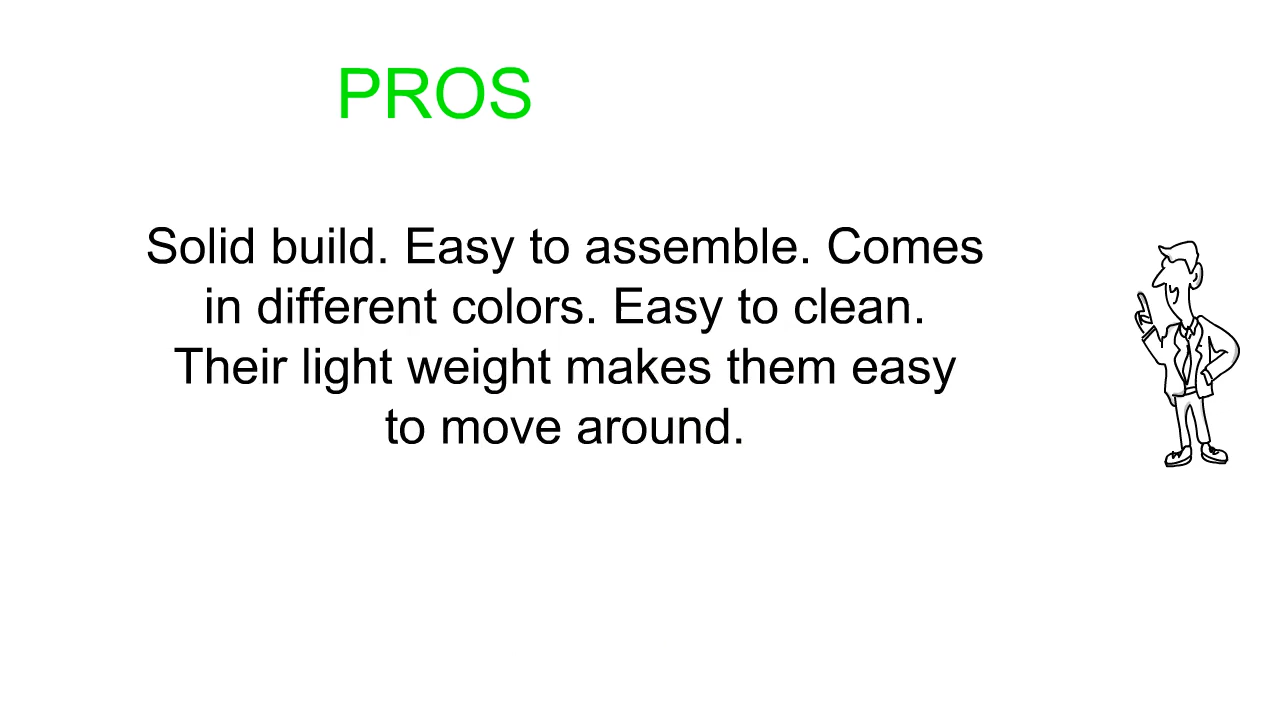 PROS
Solid build. Easy to assemble. Comes
in different colors. Easy to clean.
Their light weight makes them easy
to move around.